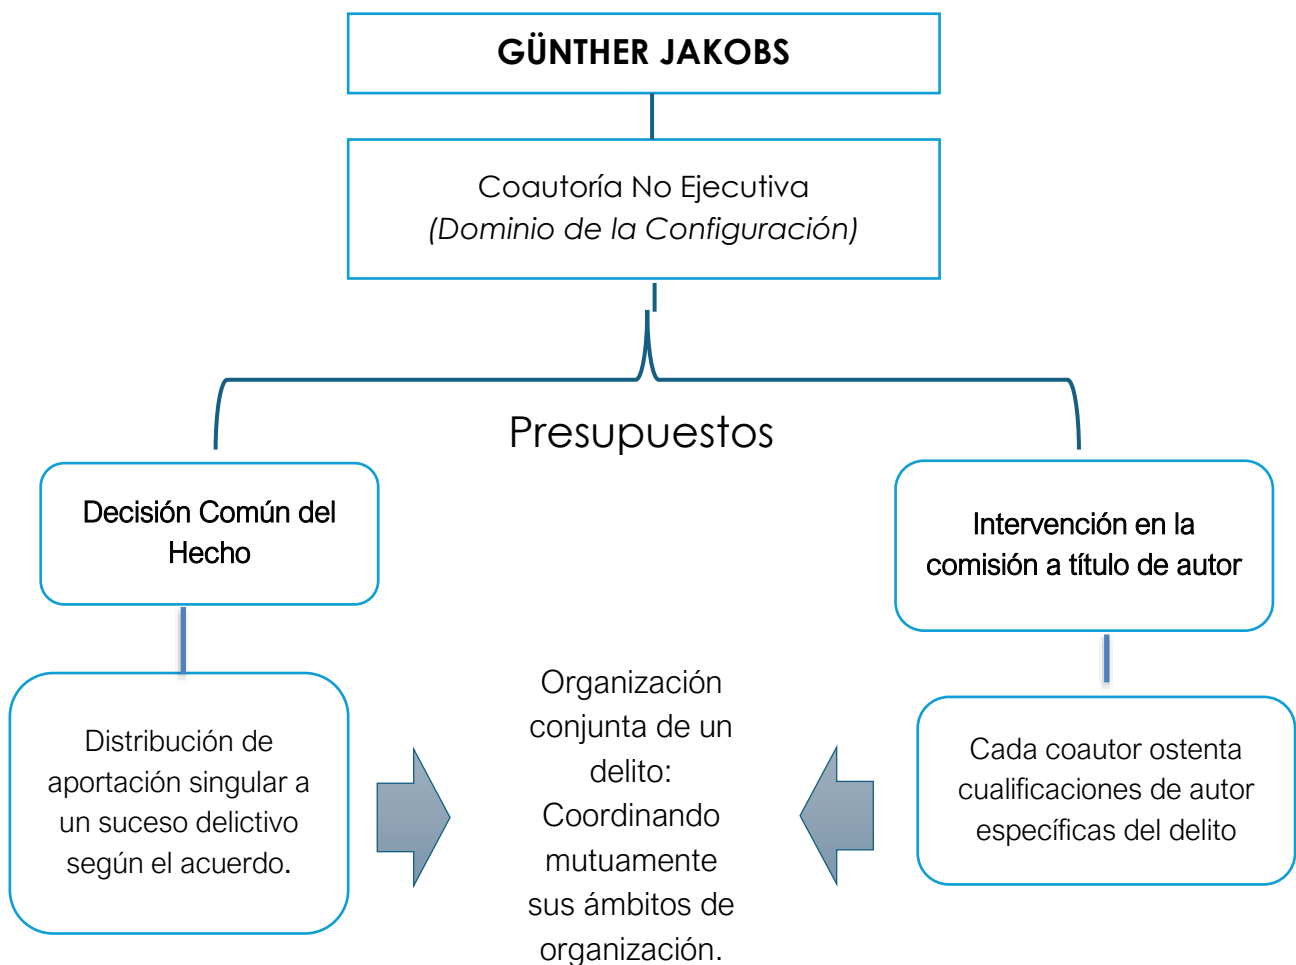 GÜNTHER JAKOBS
Coautoría No Ejecutiva
(Dominio de la Configuración)
Presupuestos
Decisión Común del
Hecho
Intervención en la
comisión a título de autor
Distribución de
aportación singular a
un suceso delictivo
según el acuerdo.
Organización
conjunta de un
delito:
Coordinando
mutuamente
sus ámbitos de
organización.
Cada coautor ostenta
cualificaciones de autor
específicas del delito